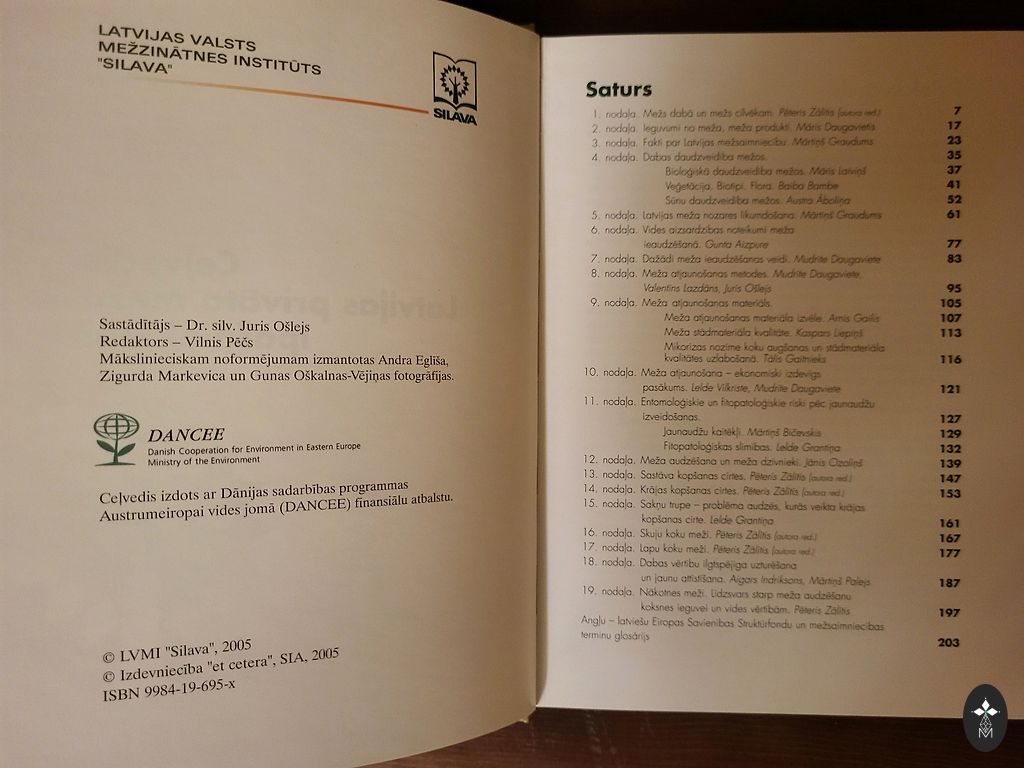 LATVIJAS VALSTS
MEŽZINĀTNES INSTITŪTS
"SILAVA"
SILAVA
Sastādītājs – Dr. silv. Juris Ošlejs
Redaktors – Vilnis Pēčs
Mākslinieciskam noformējumam izmantotas Andra Eglīša,
Zigurda Markevica un Gunas Oškalnas-Vējiņas fotogrāfijas.
DANCEE
Danish Cooperation for Environment in Eastern Europe
Ministry of the Environment
Ceļvedis izdots ar Dānijas sadarbības programmas
Austrumeiropai vides jomā (DANCEE) finansiālu atbalstu.
© LVMI "Silava", 2005
© Izdevniecība "et cetera", SIA, 2005
ISBN 9984-19-695-x
Saturs
1. nodaļa. Mežs dabā un mežs cilvēkam. Pēteris Zālītis (autora red.) 7
2. nodaļa. Ieguvumi no meža, meža produkti. Māris Daugavietis 17
3. nodaļa. Fakti par Latvijas mežsaimniecību. Mārtiņš Graudums 23
4. nodaļa. Dabas daudzveidība mežos. 35
Bioloģiskā daudzveidība mežos. Māris Laiviņš 37
Veģetācija. Biotipi. Flora. Baiba Bambe 41
Sūnu daudzveidība mežos. Austra Āboliņa 52
5. nodaļa. Latvijas meža nozares likumdošana. Mārtiņš Graudums 61
6. nodaļa. Vides aizsardzības noteikumi meža
ieaudzēšanā. Gunta Aizpure 77
7. nodaļa. Dažādi meža ieaudzēšanas veidi. Mudrīte Daugaviete 83
8. nodaļa. Meža atjaunošanas metodes. Mudrīte Daugaviete,
Valentīns Lazdāns, Juris Ošlejs 95
9. nodaļa. Meža atjaunošanas materiāls. 105
Meža atjaunošanas materiāla izvēle. Arnis Gailis 107
Meža stādmateriāla kvalitāte. Kaspars Liepiņš 113
Mikorizas nozīme koku augšanas un stādmateriāla
kvalitātes uzlabošanā. Tālis Gaitnieks 116
10. nodaļa. Meža atjaunošana – ekonomiski izdevīgs
pasākums. Lelde Vilkriste, Mudrīte Daugaviete 121
11. nodaļa. Entomoloģiskie un fitopatoloģiskie riski pēc jaunaudžu
izveidošanas. 127
Jaunaudžu kaitēkļi. Mārtiņš Bičevskis 129
Fitopatoloģiskas slimības. Lelde Grantiņa 132
12. nodaļa. Meža audzēšana un meža dzīvnieki. Jānis Ozoliņš 139
13. nodaļa. Sastāva kopšanas cirtes. Pēteris Zālītis (autora red.) 147
14. nodaļa. Krājas kopšanas cirtes. Pēteris Zālītis (autora red.) 153
15. nodaļa. Sakņu trupe – problēma audzēs, kurās veikta krājas
kopšanas cirte. Lelde Grantiņa 161
16. nodaļa. Skuju koku meži. Pēteris Zālītis (autora red.) 167
17. nodaļa. Lapu koku meži. Pēteris Zālītis (autora red.) 177
18. nodaļa. Dabas vērtību ilgtspējīga uzturēšana
un jaunu attīstīšana. Aigars Indriksons, Mārtiņš Palejs 187
19. nodaļa. Nākotnes meži. Līdzsvars starp meža audzēšanu
koksnes ieguvei un vides vērtībām. Pēteris Zālītis 197
Angļu – latviešu Eiropas Savienības Struktūrfondu un mežsaimniecības
terminu glosārijs 203